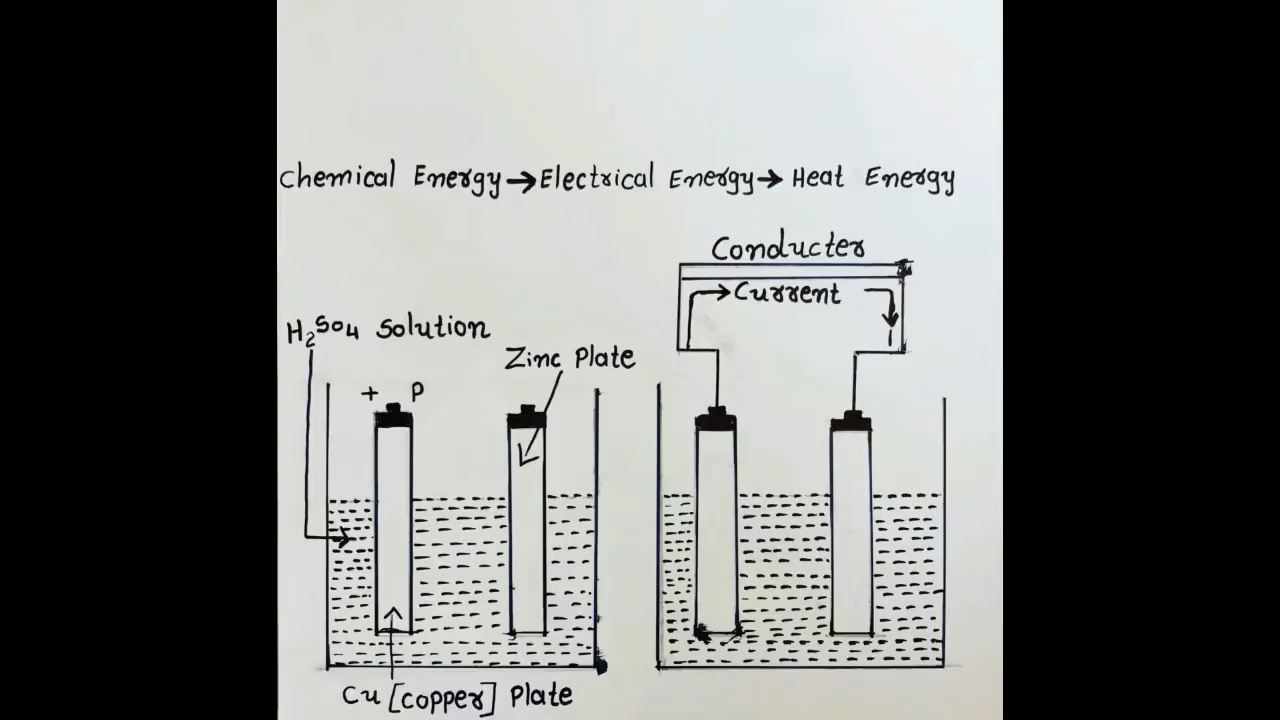 Chemical Energy → Electrical Energy → Heat Energy
Conducter
→ Current
H₂SO₄ Solution
Zinc Plate
+ P
Cu [Copper] Plate